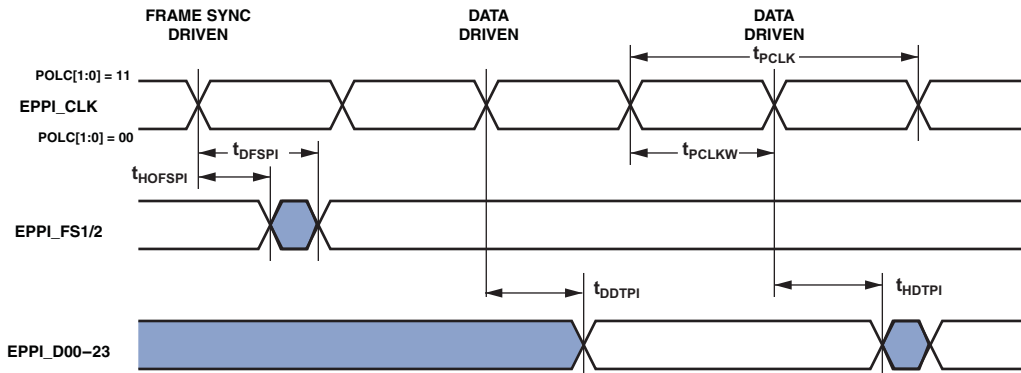 FRAME SYNC
DRIVEN
DATA
DRIVEN
DATA
DRIVEN
tPCLK
POLC[1:0] = 11
EPPI_CLK
POLC[1:0] = 00
tDFSPI
tPCLKW
tHOFSPI
EPPI_FS1/2
tDDTPI
tHDTPI
EPPI_D00–23